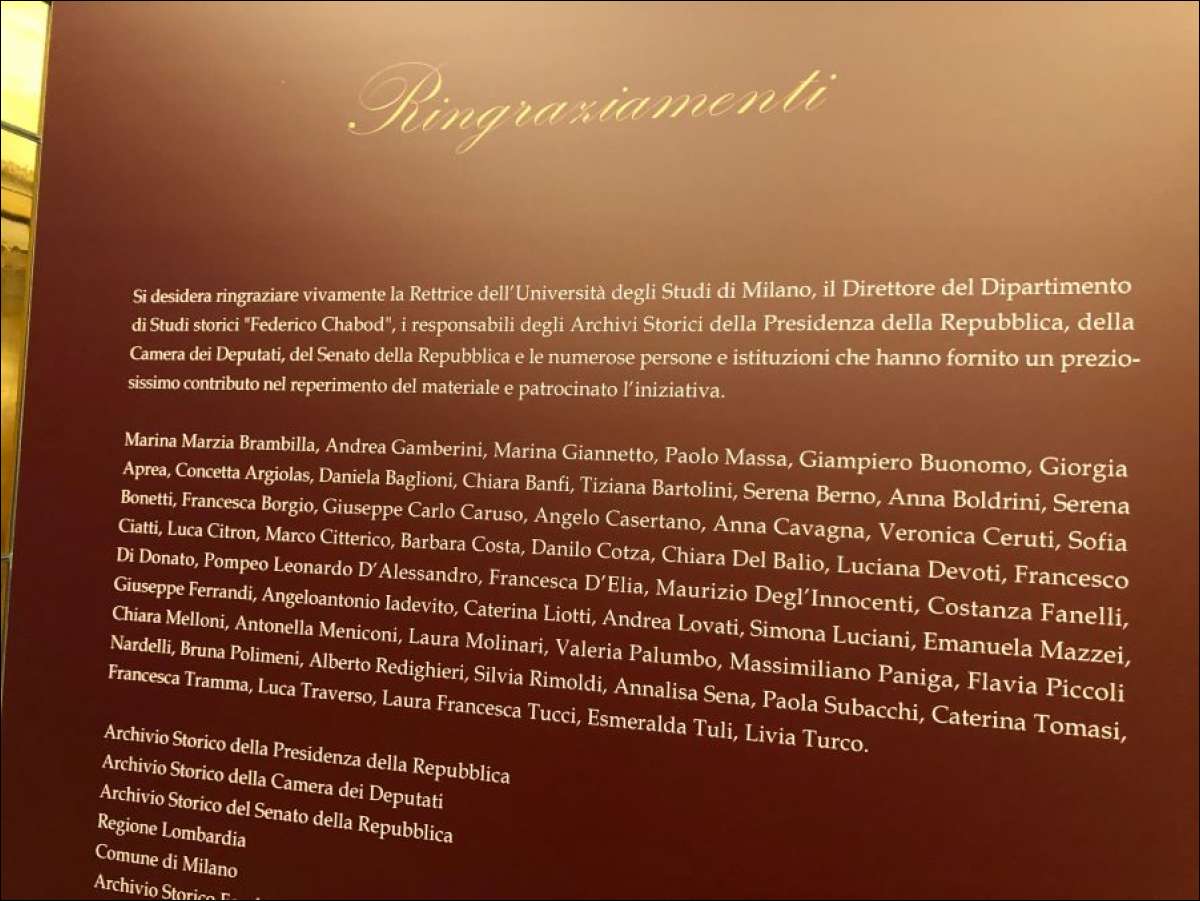 Ringraziamenti
Si desidera ringraziare vivamente la Rettrice dell'Università degli Studi di Milano, il Direttore del Dipartimento
di Studi storici "Federico Chabod", i responsabili degli Archivi Storici della Presidenza della Repubblica, della
Camera dei Deputati, del Senato della Repubblica e le numerose persone e istituzioni che hanno fornito un prezio-
sissimo contributo nel reperimento del materiale e patrocinato l'iniziativa.
Marina Marzia Brambilla, Andrea Gamberini, Marina Giannetto, Paolo Massa, Giampiero Buonomo, Giorgia
Aprea, Concetta Argiolas, Daniela Baglioni, Chiara Banfi, Tiziana Bartolini, Serena Berno, Anna Boldrini, Serena
Bonetti, Francesca Borgio, Giuseppe Carlo Caruso, Angelo Casertano, Anna Cavagna, Veronica Ceruti, Sofia
Ciatti, Luca Citron, Marco Citterico, Barbara Costa, Danilo Cotza, Chiara Del Balio, Luciana Devoti, Francesco
Di Donato, Pompeo Leonardo D'Alessandro, Francesca D'Elia, Maurizio Degl'Innocenti, Costanza Fanelli,
Giuseppe Ferrandi, Angeloantonio Iadevito, Caterina Liotti, Andrea Lovati, Simona Luciani, Emanuela Mazzei,
Chiara Melloni, Antonella Meniconi, Laura Molinari, Valeria Palumbo, Massimiliano Paniga, Flavia Piccoli
Nardelli, Bruna Polimeni, Alberto Redighieri, Silvia Rimoldi, Annalisa Sena, Paola Subacchi, Caterina Tomasi,
Francesca Tramma, Luca Traverso, Laura Francesca Tucci, Esmeralda Tuli, Livia Turco.
Archivio Storico della Presidenza della Repubblica
Archivio Storico della Camera dei Deputati
Archivio Storico del Senato della Repubblica
Regione Lombardia
Comune di Milano
Archivio Storico